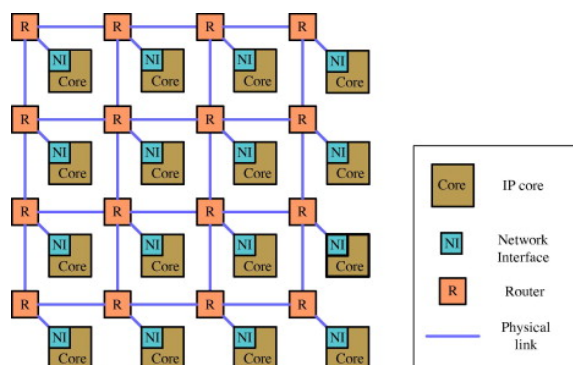 R R R R
NI NI NI NI
Core Core Core Core
R R R R
NI NI NI NI
Core Core Core Core
R R R R
NI NI NI NI
Core Core Core Core
R R R R
NI NI NI NI
Core Core Core Core
Core IP core
NI Network
Interface
R Router
Physical
link